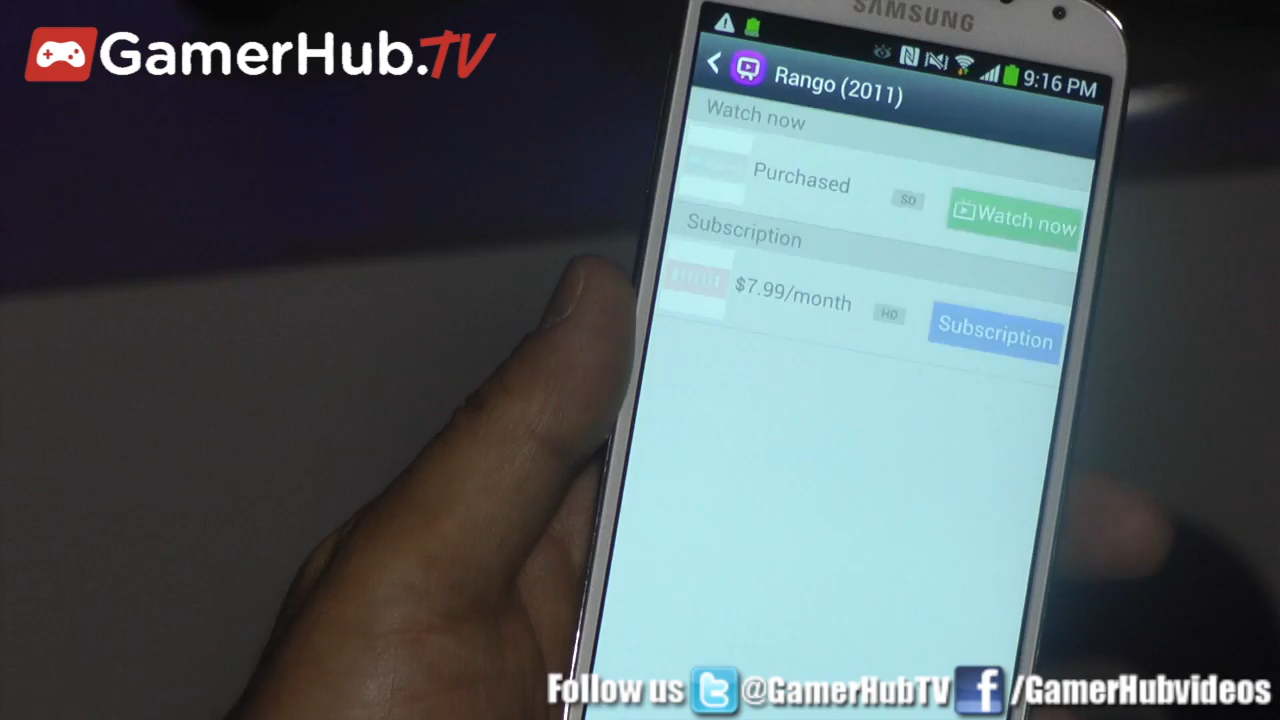 GamerHub.TV
SAMSUNG
9:16 PM
Rango (2011)
Watch now
Purchased
SD
Watch now
Subscription
$7.99/month
HD
Subscription
Follow us @GamerHubTV /GamerHubvideos